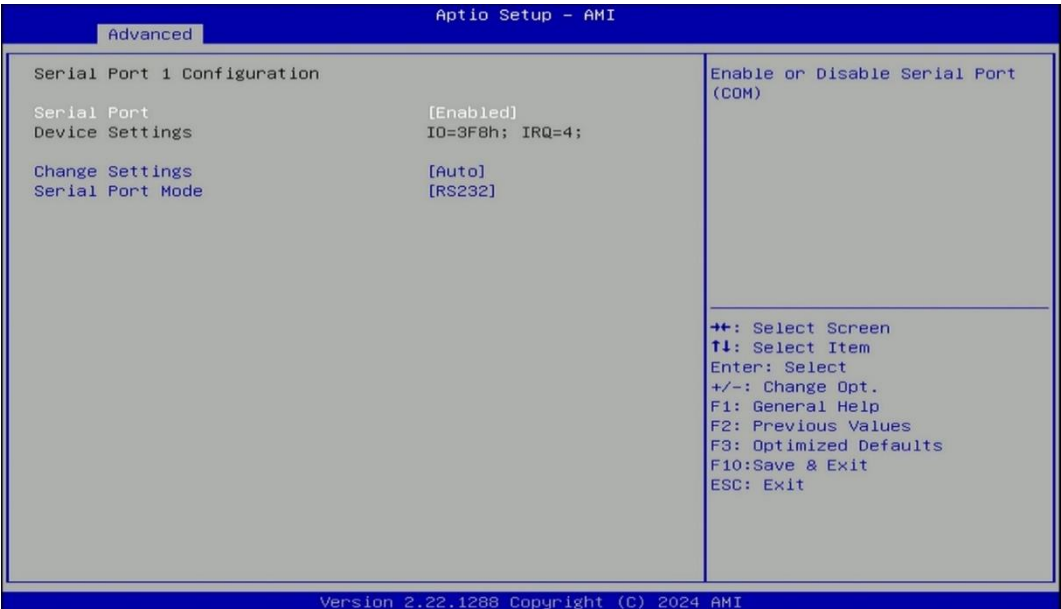 Aptio Setup – AMI
Advanced
Serial Port 1 Configuration
Serial Port [Enabled]
Device Settings IO=3F8h; IRQ=4;
Change Settings [Auto]
Serial Port Mode [RS232]
Enable or Disable Serial Port
(COM)
→←: Select Screen
↑↓: Select Item
Enter: Select
+/-: Change Opt.
F1: General Help
F2: Previous Values
F3: Optimized Defaults
F10:Save & Exit
ESC: Exit
Version 2.22.1288 Copyright (C) 2024 AMI